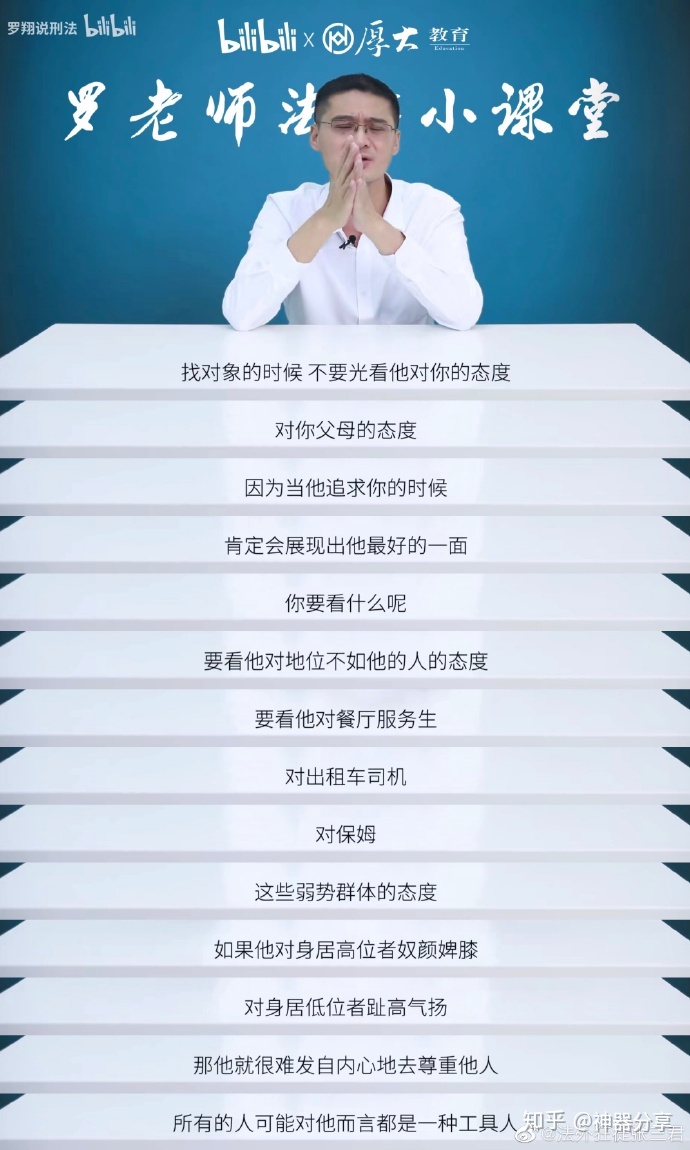 罗翔说刑法 bilibili
bilibili × 厚大 教育
Education
罗老师法 小课堂
找对象的时候 不要光看他对你的态度
对你父母的态度
因为当他追求你的时候
肯定会展现出他最好的一面
你要看什么呢
要看他对地位不如他的人的态度
要看他对餐厅服务生
对出租车司机
对保姆
这些弱势群体的态度
如果他对身居高位者奴颜婢膝
对身居低位者趾高气扬
那他就很难发自内心地去尊重他人
所有的人可能对他而言都是一种工具人
知乎 @神器分享
@法外狂徒张三君